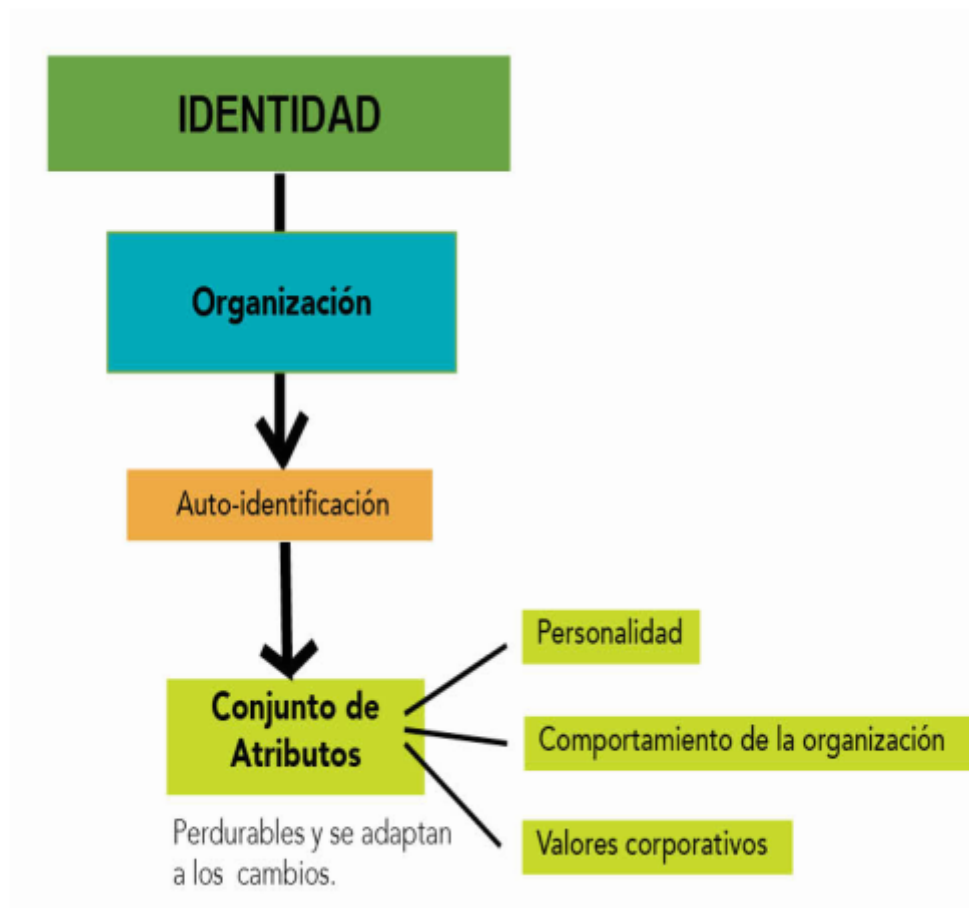 IDENTIDAD
Organización
Auto-identificación
Conjunto de
Atributos
Perdurables y se adaptan
a los cambios.
Personalidad
Comportamiento de la organización
Valores corporativos